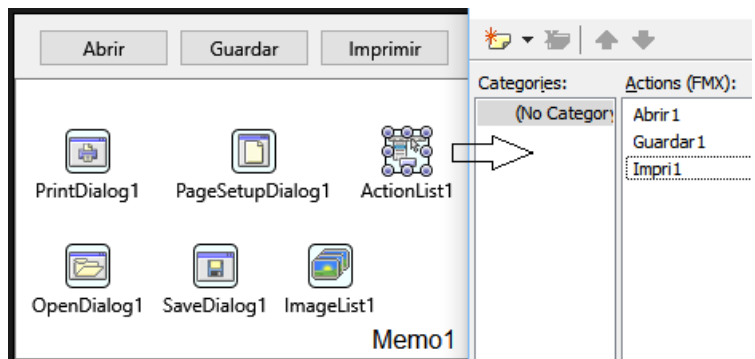 Abrir Guardar Imprimir
Categories: Actions (FMX):
(No Category Abrir1
Guardar1
Impri1
PrintDialog1 PageSetupDialog1 ActionList1
OpenDialog1 SaveDialog1 ImageList1
Memo1